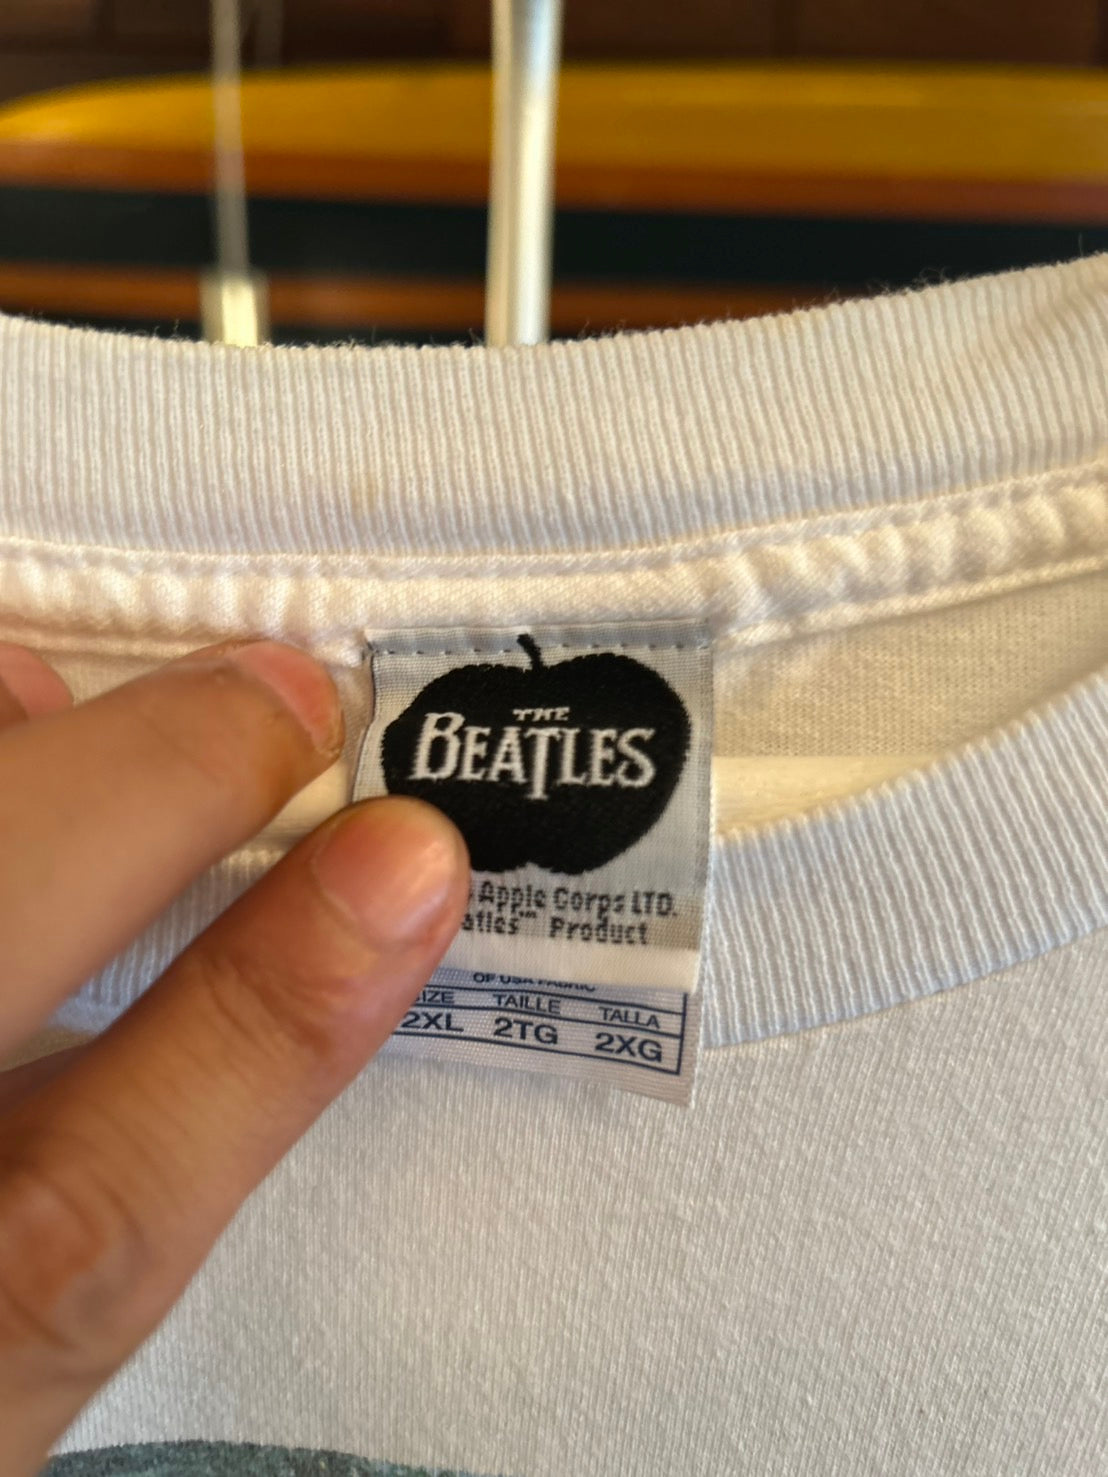 THE
BEATLES
Apple Corps LTD.
atles™ Product
OF USA FABRIC
SIZE TAILLE TALLA
2XL 2TG 2XG